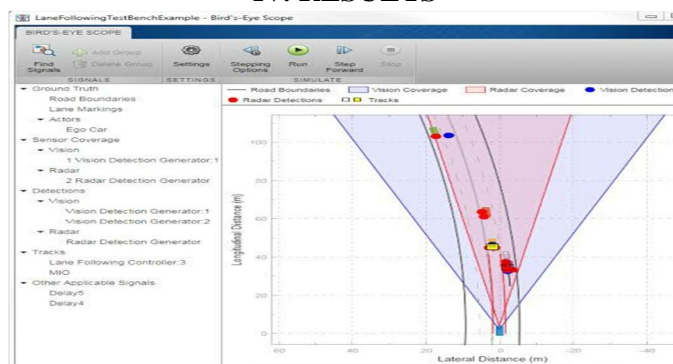 IV. RESULTS
LaneFollowingTestBenchExample - Bird's-Eye Scope
BIRD'S-EYE SCOPE
Find Signals
Add Group
Delete Group
Settings
Stepping Options
Run
Step Forward
Stop
SIGNALS
SETTINGS
SIMULATE
Ground Truth
Road Boundaries
Lane Markings
Actors
Ego Car
Sensor Coverage
Vision
1 Vision Detection Generator:1
Radar
2 Radar Detection Generator
Detections
Vision
Vision Detection Generator:1
Vision Detection Generator:2
Radar
Radar Detection Generator
Tracks
Lane Following Controller:3
MIO
Other Applicable Signals
Delay5
Delay4
Road Boundaries
Vision Coverage
Radar Coverage
Vision Detection
Radar Detections
Tracks
Longitudinal Distance (m)
100
80
60
40
20
0
60
40
20
0
-20
-40
Lateral Distance (m)